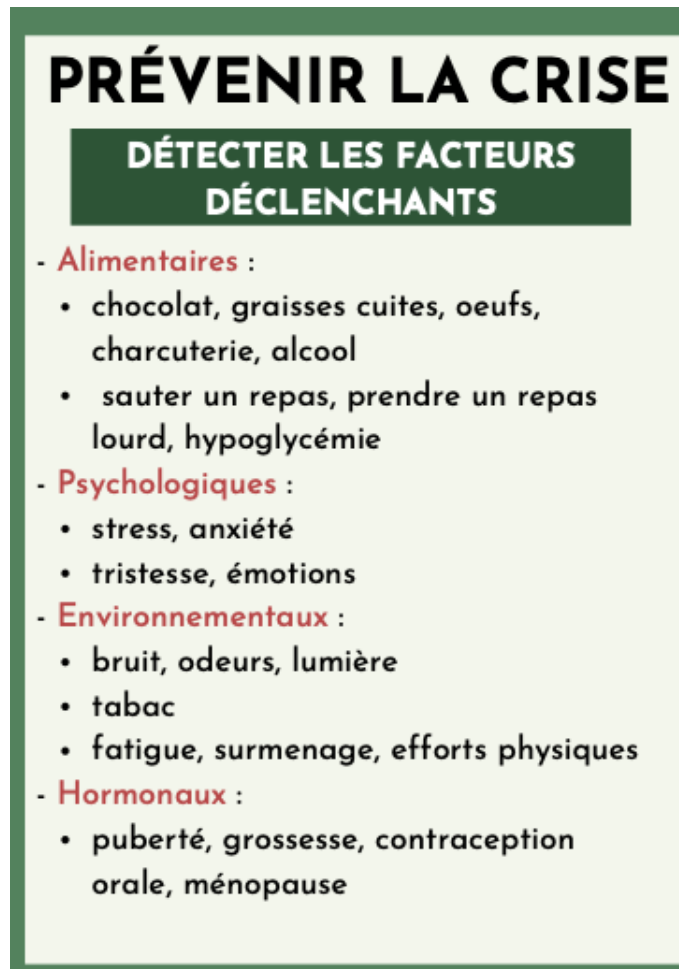 PRÉVENIR LA CRISE
DÉTECTER LES FACTEURS
DÉCLENCHANTS
- Alimentaires :
• chocolat, graisses cuites, oeufs,
charcuterie, alcool
• sauter un repas, prendre un repas
lourd, hypoglycémie
- Psychologiques :
• stress, anxiété
• tristesse, émotions
- Environnementaux :
• bruit, odeurs, lumière
• tabac
• fatigue, surmenage, efforts physiques
- Hormonaux :
• puberté, grossesse, contraception
orale, ménopause